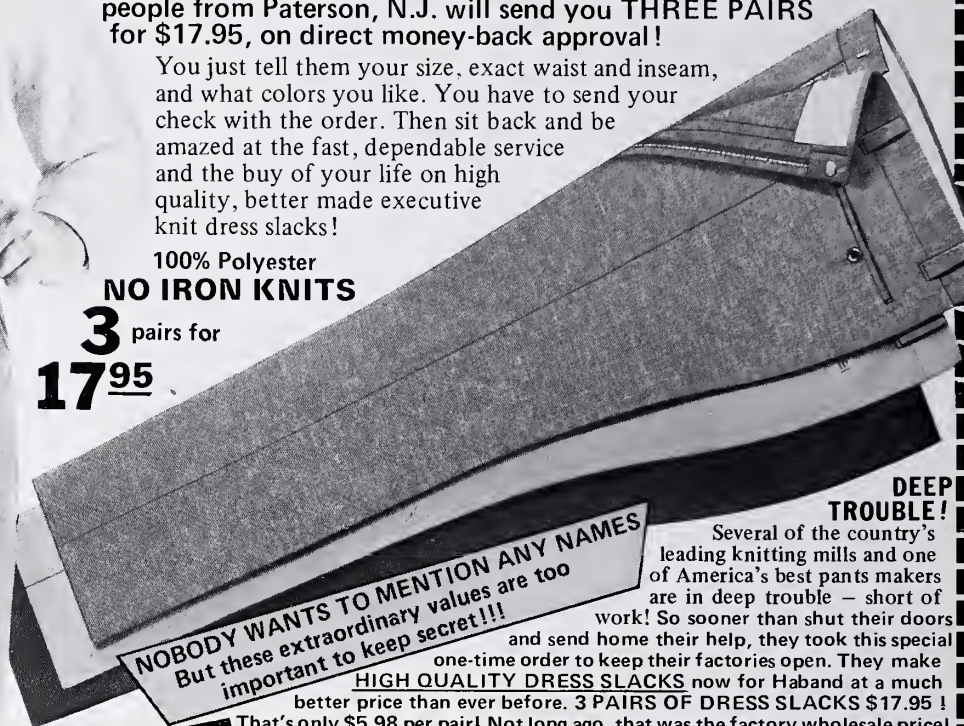 people from Paterson, N.J. will send you THREE PAIRS
for $17.95, on direct money-back approval!
You just tell them your size, exact waist and inseam,
and what colors you like. You have to send your
check with the order. Then sit back and be
amazed at the fast, dependable service
and the buy of your life on high
quality, better made executive
knit dress slacks!
100% Polyester
NO IRON KNITS
3 pairs for
17 95
NOBODY WANTS TO MENTION ANY NAMES
But these extraordinary values are too
important to keep secret!!!
DEEP
TROUBLE!
Several of the country's
leading knitting mills and one
of America's best pants makers
are in deep trouble — short of
work! So sooner than shut their doors
and send home their help, they took this special
one-time order to keep their factories open. They make
HIGH QUALITY DRESS SLACKS now for Haband at a much
better price than ever before. 3 PAIRS OF DRESS SLACKS $17.95 !
That's only $5.98 per pair! Not long ago, that was the factory wholesale price!